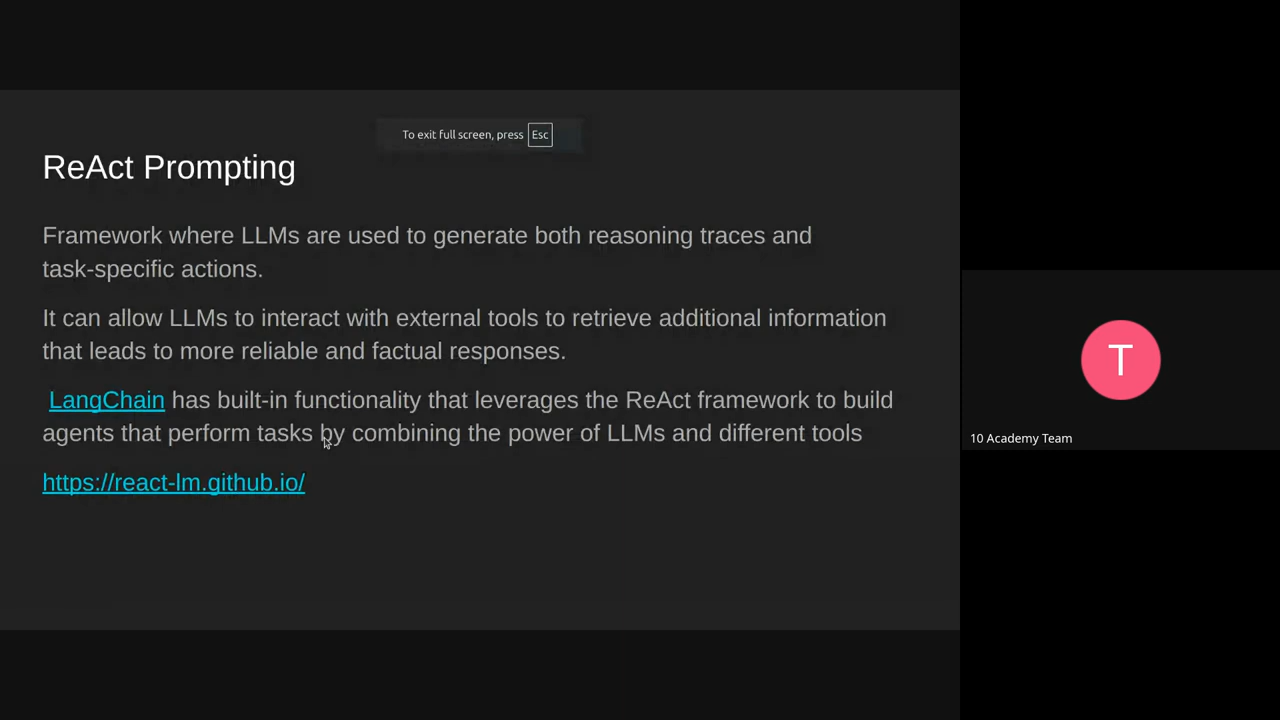 To exit full screen, press Esc
ReAct Prompting
Framework where LLMs are used to generate both reasoning traces and
task-specific actions.
It can allow LLMs to interact with external tools to retrieve additional information
that leads to more reliable and factual responses.
LangChain has built-in functionality that leverages the ReAct framework to build
agents that perform tasks by combining the power of LLMs and different tools
https://react-lm.github.io/
T
10 Academy Team